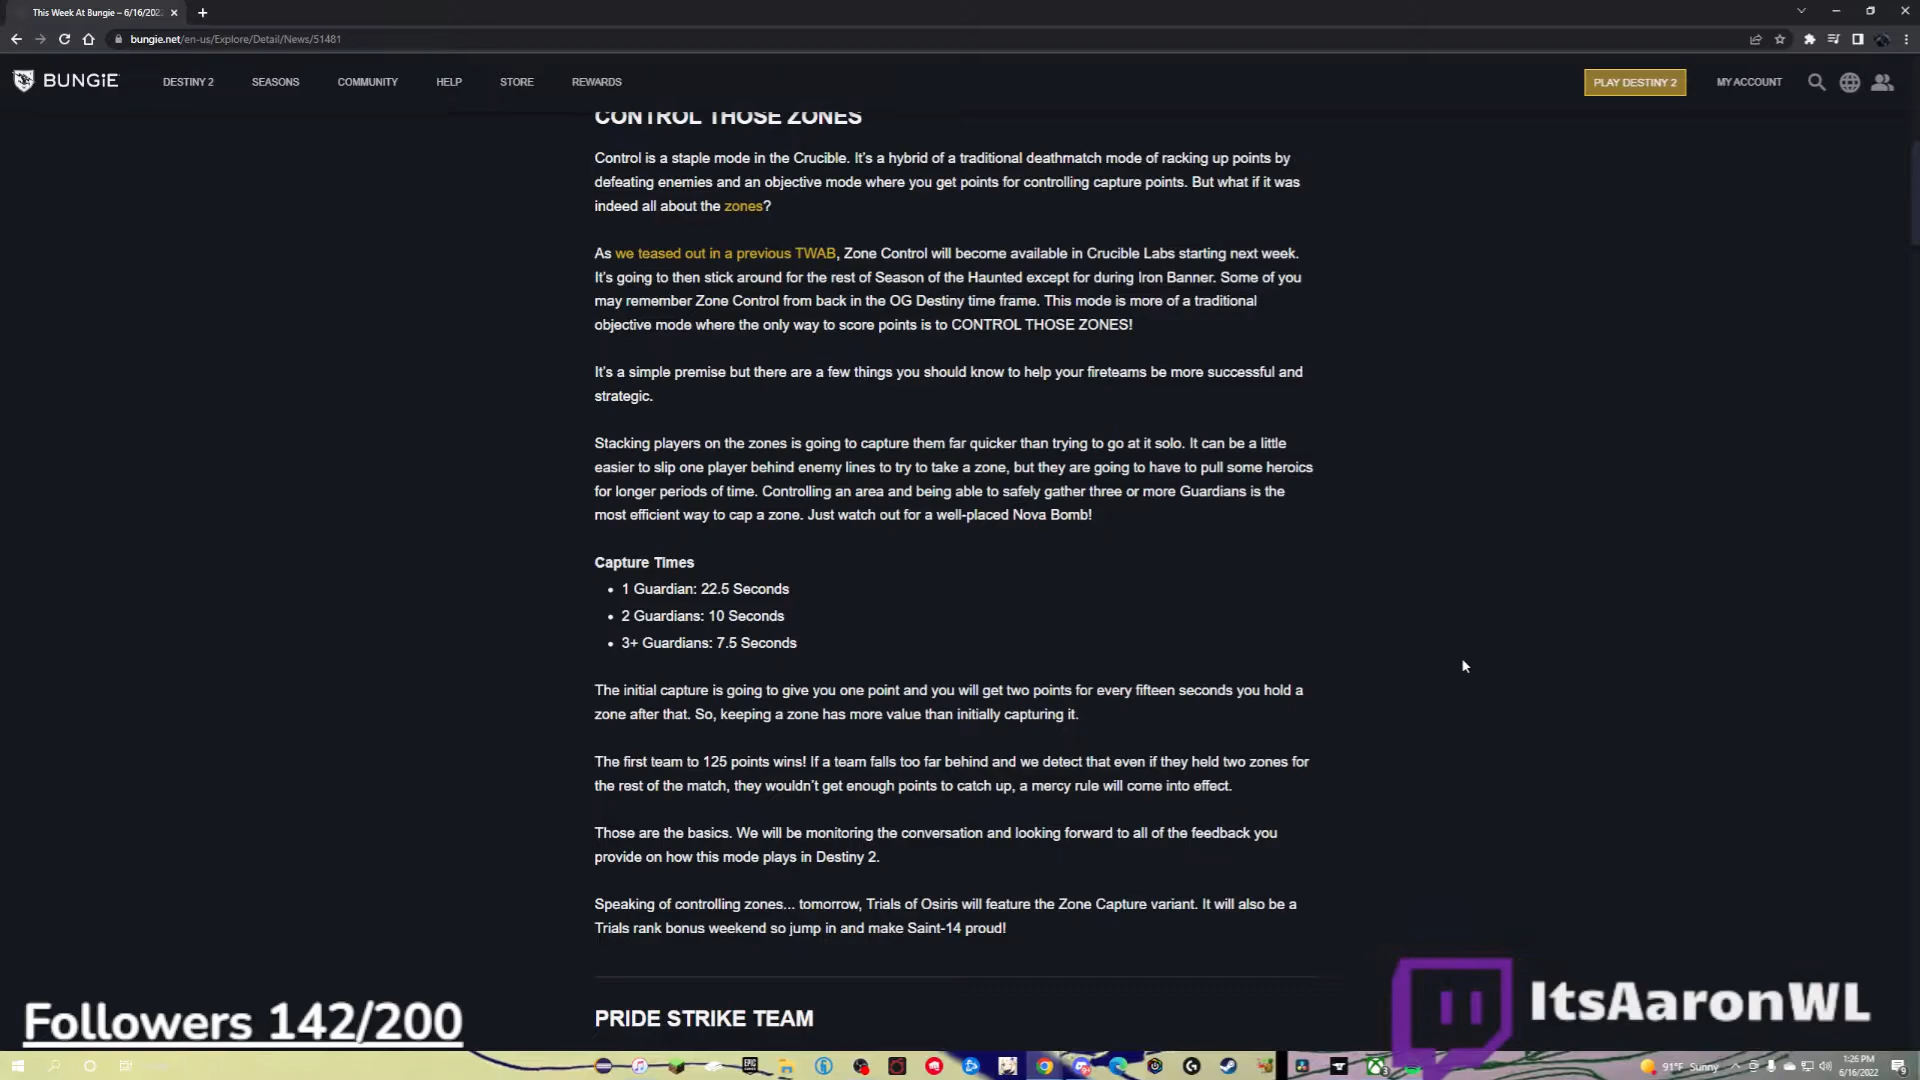 This Week At Bungie – 6/16/202
bungie.net/en-us/Explore/Detail/News/51481
BUNGiE
DESTINY 2
SEASONS
COMMUNITY
HELP
STORE
REWARDS
PLAY DESTINY 2
MY ACCOUNT
CONTROL THOSE ZONES
Control is a staple mode in the Crucible. It's a hybrid of a traditional deathmatch mode of racking up points by
defeating enemies and an objective mode where you get points for controlling capture points. But what if it was
indeed all about the zones?
As we teased out in a previous TWAB, Zone Control will become available in Crucible Labs starting next week.
It's going to then stick around for the rest of Season of the Haunted except for during Iron Banner. Some of you
may remember Zone Control from back in the OG Destiny time frame. This mode is more of a traditional
objective mode where the only way to score points is to CONTROL THOSE ZONES!
It's a simple premise but there are a few things you should know to help your fireteams be more successful and
strategic.
Stacking players on the zones is going to capture them far quicker than trying to go at it solo. It can be a little
easier to slip one player behind enemy lines to try to take a zone, but they are going to have to pull some heroics
for longer periods of time. Controlling an area and being able to safely gather three or more Guardians is the
most efficient way to cap a zone. Just watch out for a well-placed Nova Bomb!
Capture Times
• 1 Guardian: 22.5 Seconds
• 2 Guardians: 10 Seconds
• 3+ Guardians: 7.5 Seconds
The initial capture is going to give you one point and you will get two points for every fifteen seconds you hold a
zone after that. So, keeping a zone has more value than initially capturing it.
The first team to 125 points wins! If a team falls too far behind and we detect that even if they held two zones for
the rest of the match, they wouldn't get enough points to catch up, a mercy rule will come into effect.
Those are the basics. We will be monitoring the conversation and looking forward to all of the feedback you
provide on how this mode plays in Destiny 2.
Speaking of controlling zones... tomorrow, Trials of Osiris will feature the Zone Capture variant. It will also be a
Trials rank bonus weekend so jump in and make Saint-14 proud!
PRIDE STRIKE TEAM
Followers 142/200
ItsAaronWL
91°F Sunny
1:26 PM
6/16/2022